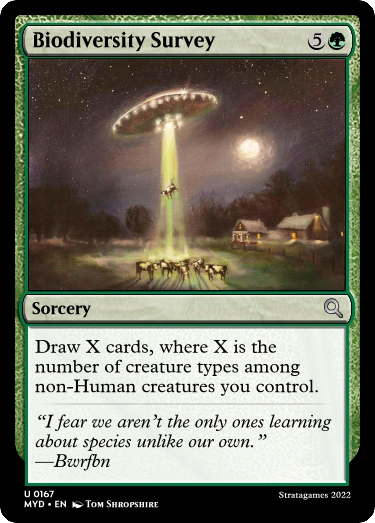 Biodiversity Survey 5
Sorcery
Draw X cards, where X is the
number of creature types among
non-Human creatures you control.
“I fear we aren’t the only ones learning
about species unlike our own.”
—Bwrfbn
U 0167
MYD • EN Tom Shropshire
Stratagames 2022